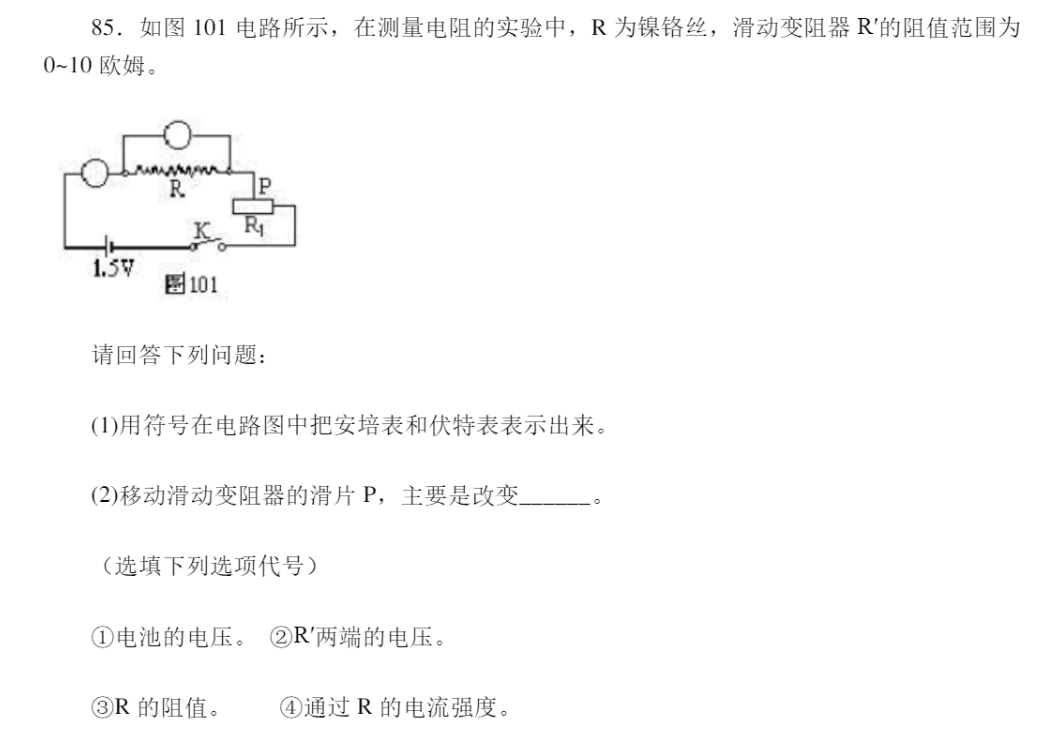 85．如图 101 电路所示，在测量电阻的实验中，R 为镍铬丝，滑动变阻器 R′的阻值范围为
0~10 欧姆。
R
P
R1
K
1.5V
图101
请回答下列问题：
(1)用符号在电路图中把安培表和伏特表表示出来。
(2)移动滑动变阻器的滑片 P，主要是改变______。
（选填下列选项代号）
①电池的电压。 ②R′两端的电压。
③R 的阻值。 ④通过 R 的电流强度。